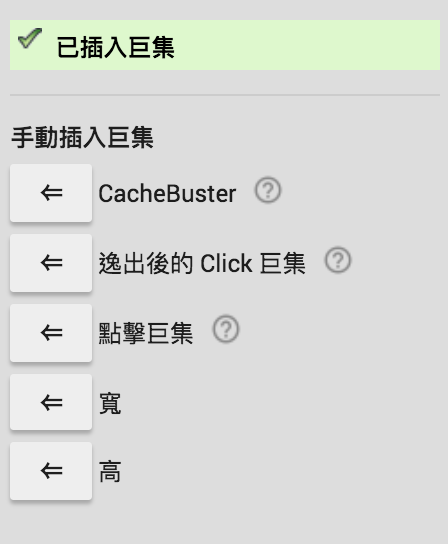 已插入巨集
手動插入巨集
⇐ CacheBuster ?
⇐ 逸出後的 Click 巨集 ?
⇐ 點擊巨集 ?
⇐ 寬
⇐ 高